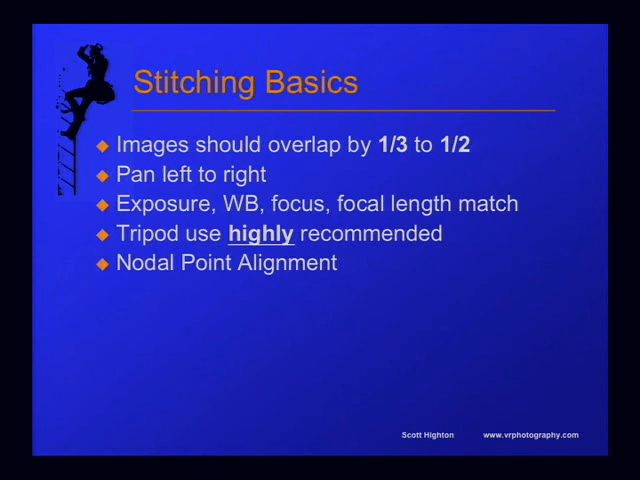 Stitching Basics
Images should overlap by 1/3 to 1/2
Pan left to right
Exposure, WB, focus, focal length match
Tripod use highly recommended
Nodal Point Alignment
Scott Highton www.vrphotography.com